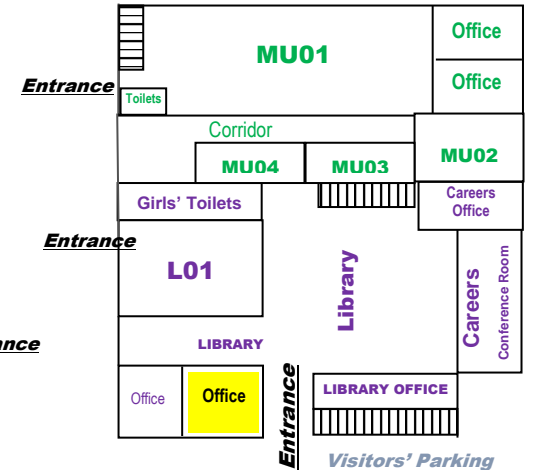 Office
MU01
Office
Entrance
Toilets
Corridor
MU02
MU04
MU03
Careers
Office
Girls' Toilets
Entrance
L01
Library
Careers
Conference Room
ance
LIBRARY
Office
Office
Entrance
LIBRARY OFFICE
Visitors' Parking